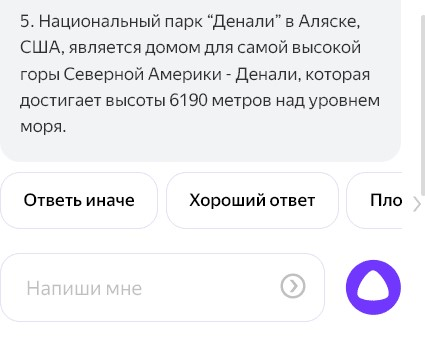 5. Национальный парк “Денали” в Аляске,
США, является домом для самой высокой
горы Северной Америки - Денали, которая
достигает высоты 6190 метров над уровнем
моря.
Ответь иначе
Хороший ответ
Пло
Напиши мне